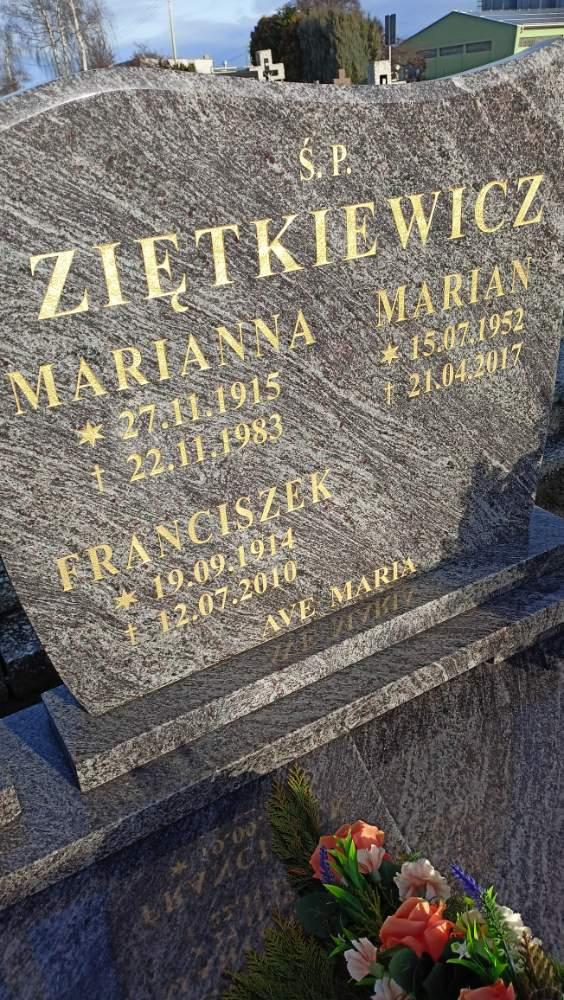 Ś. P.
ZIĘTKIEWICZ
MARIANNA
* 27.11.1915
† 22.11.1983
MARIAN
* 15.07.1952
† 21.04.2017
FRANCISZEK
* 19.09.1914
† 12.07.2010
AVE MARIA